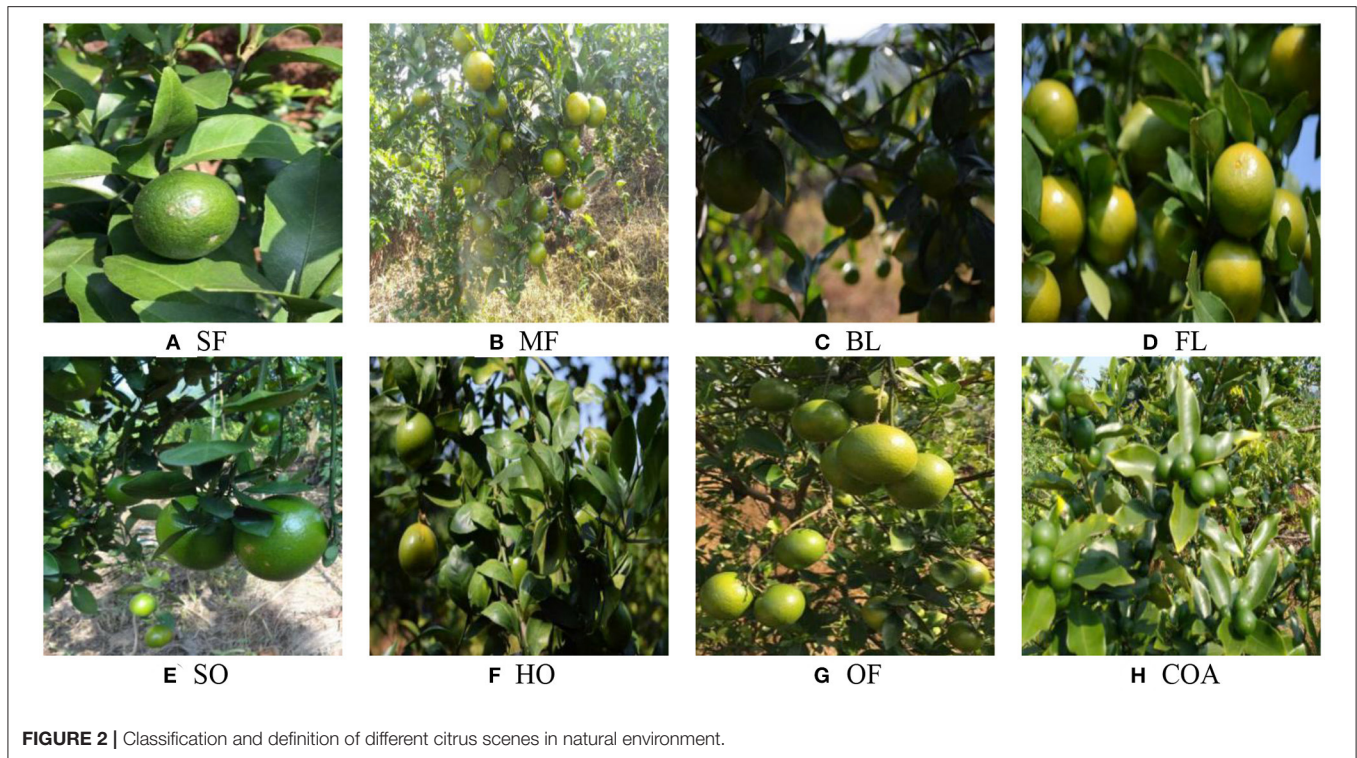 A SF
B MF
C BL
D FL
E SO
F HO
G OF
H COA
FIGURE 2 | Classification and definition of different citrus scenes in natural environment.